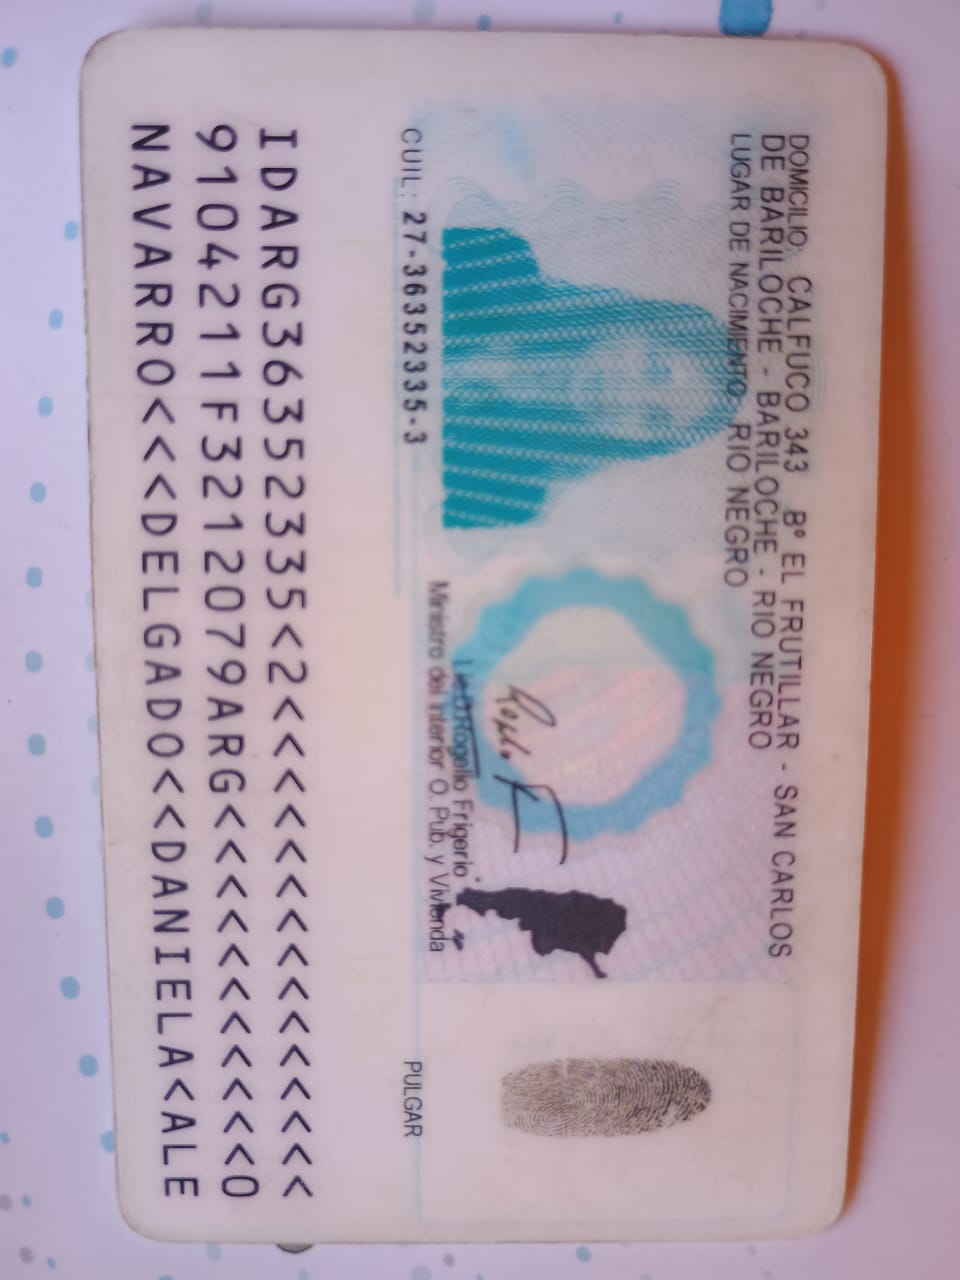 DOMICILIO: CALFUCO 343 Bº EL FRUTILLAR - SAN CARLOS
DE BARILOCHE - BARILOCHE - RIO NEGRO
LUGAR DE NACIMIENTO: RIO NEGRO
Rogelio Frigerio
Ministro del Interior O. Pub. y Vivienda
CUIL: 27-36352335-3
PULGAR
IDARG36352335<2<<<<<<<<<<<<<<<
9104211F3212079ARG<<<<<<<<<<<0
NAVARRO<<<DELGADO<<DANIELA<ALE